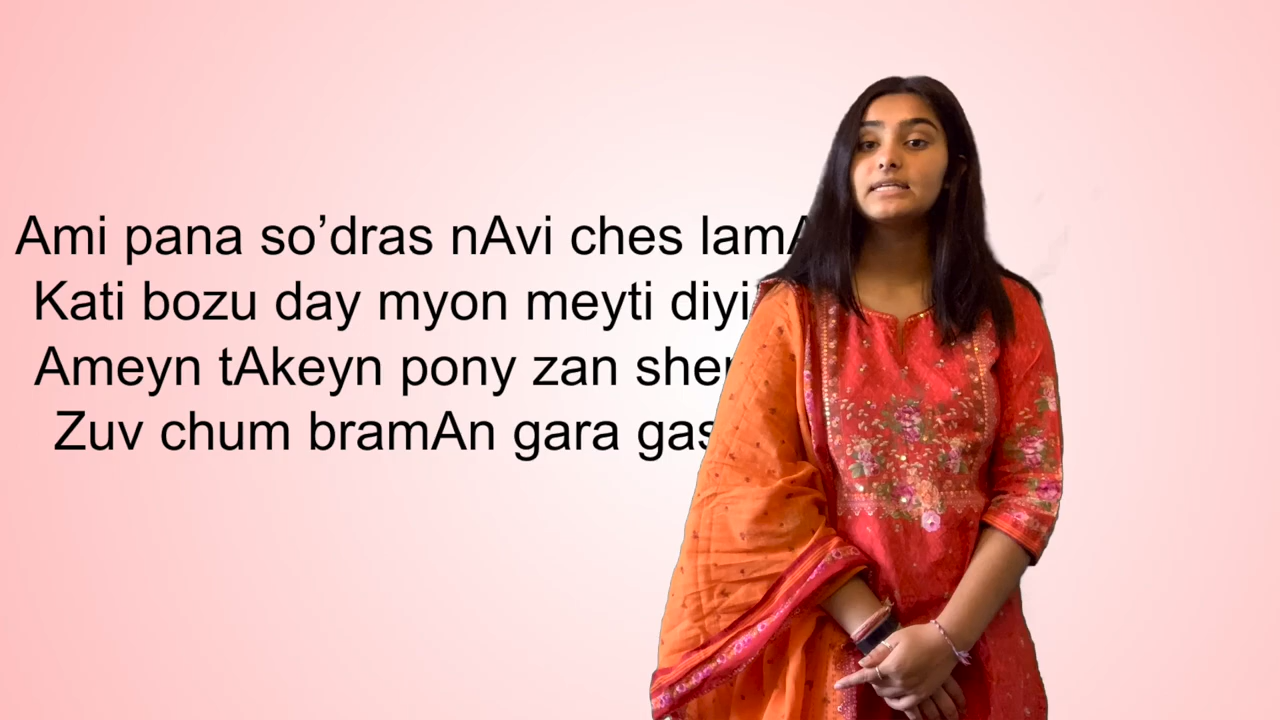 Ami pana so’dras nAvi ches
Kati bozu day myon meyti
Ameyn tAkeyn pony zan
Zuv chum bramAn gara